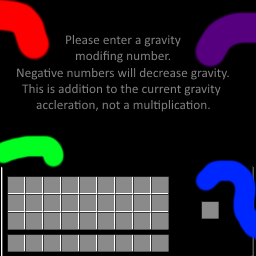 Please enter a gravity
modifing number.
Negative numbers will decrease gravity.
This is addition to the current gravity
accleration, not a multiplication.